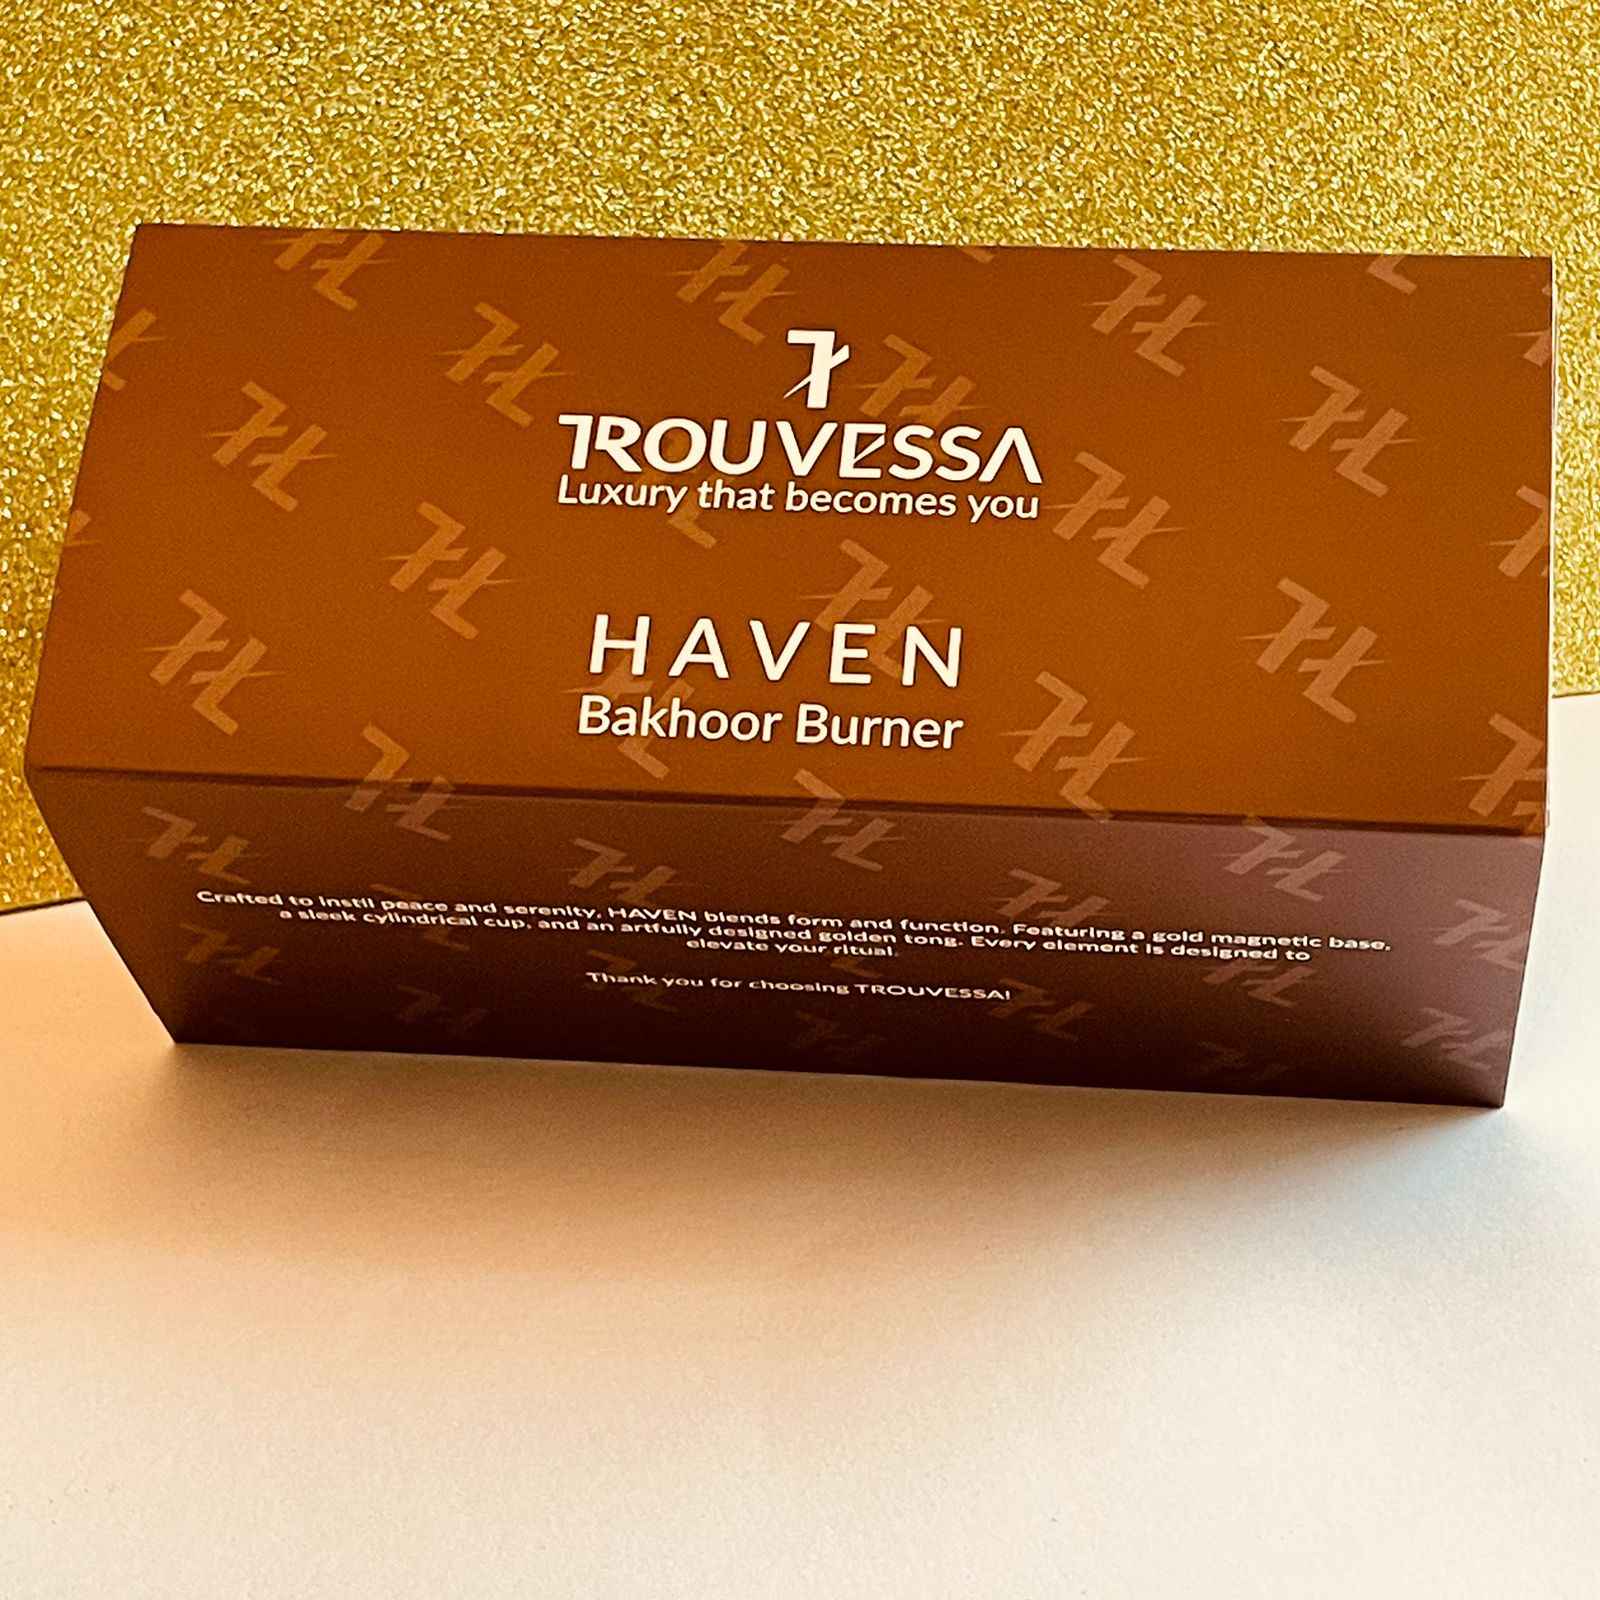 TROUVESSA
Luxury that becomes you
HAVEN
Bakhoor Burner
Crafted to instil peace and serenity, HAVEN blends form and function. Featuring a gold magnetic base,
a sleek cylindrical cup, and an artfully designed golden tong. Every element is designed to
elevate your ritual.
Thank you for choosing TROUVESSA!